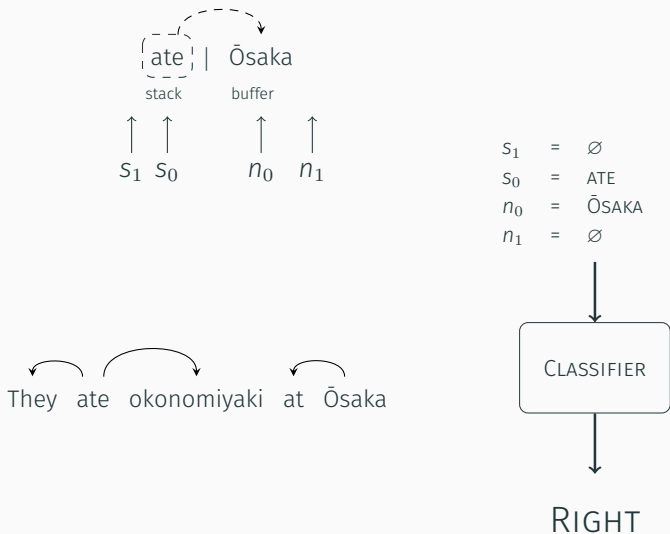 ate | Ōsaka
stack buffer
s₁ s₀ n₀ n₁
s₁ = ∅
s₀ = ATE
n₀ = ŌSAKA
n₁ = ∅
CLASSIFIER
They ate okonomiyaki at Ōsaka
RIGHT